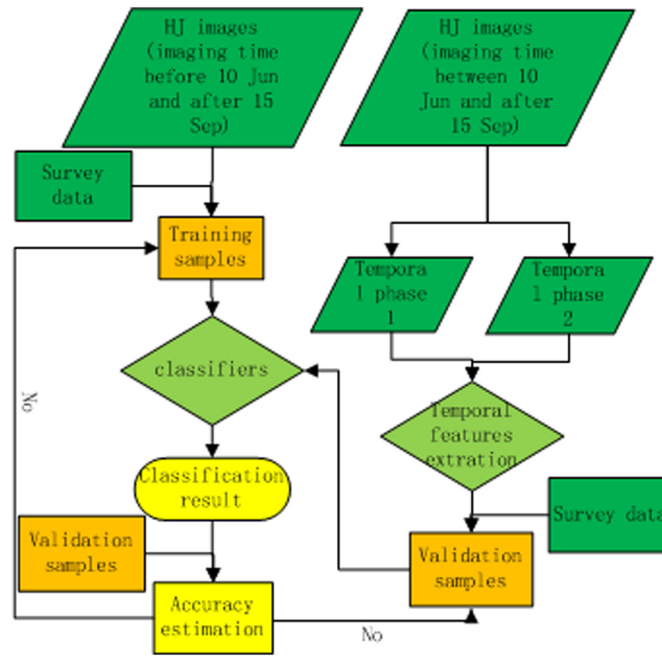 HJ images
(imaging time
before 10 Jun
and after 15
Sep)
HJ images
(imaging time
between 10
Jun and after
15 Sep)
Survey
data
Training
samples
Tempora
l phase
1
Tempora
l phase
2
classifiers
Temporal
features
extration
No
Classification
result
Survey data
Validation
samples
Validation
samples
Accuracy
estimation
No